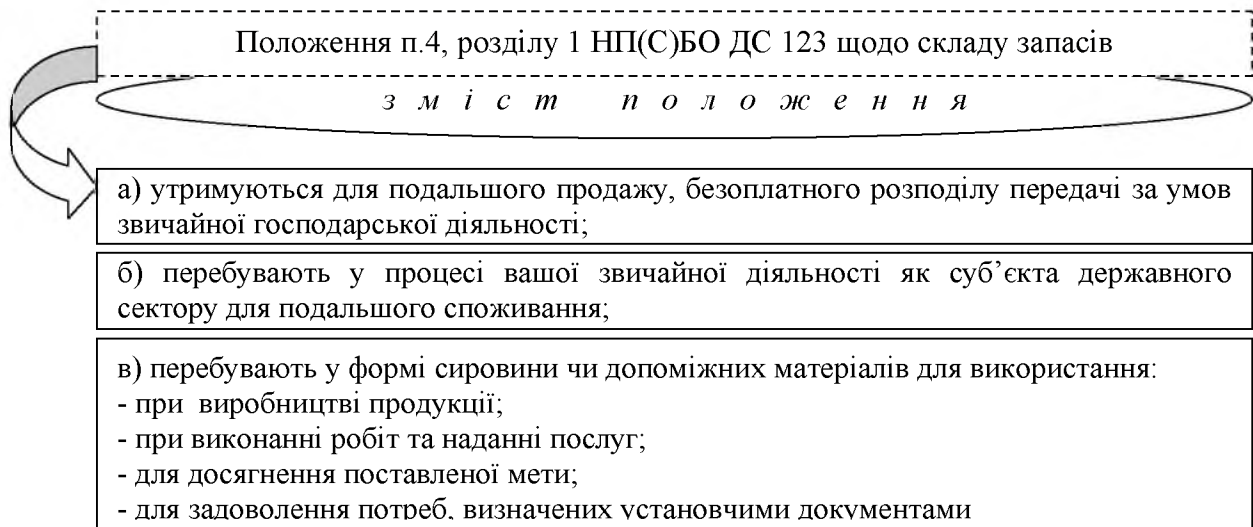 Положення п.4, розділу 1 НП(С)БО ДС 123 щодо складу запасів
зміст положення
а) утримуються для подальшого продажу, безоплатного розподілу передачі за умов
звичайної господарської діяльності;
б) перебувають у процесі вашої звичайної діяльності як суб’єкта державного
сектору для подальшого споживання;
в) перебувають у формі сировини чи допоміжних матеріалів для використання:
- при виробництві продукції;
- при виконанні робіт та наданні послуг;
- для досягнення поставленої мети;
- для задоволення потреб, визначених установчими документами